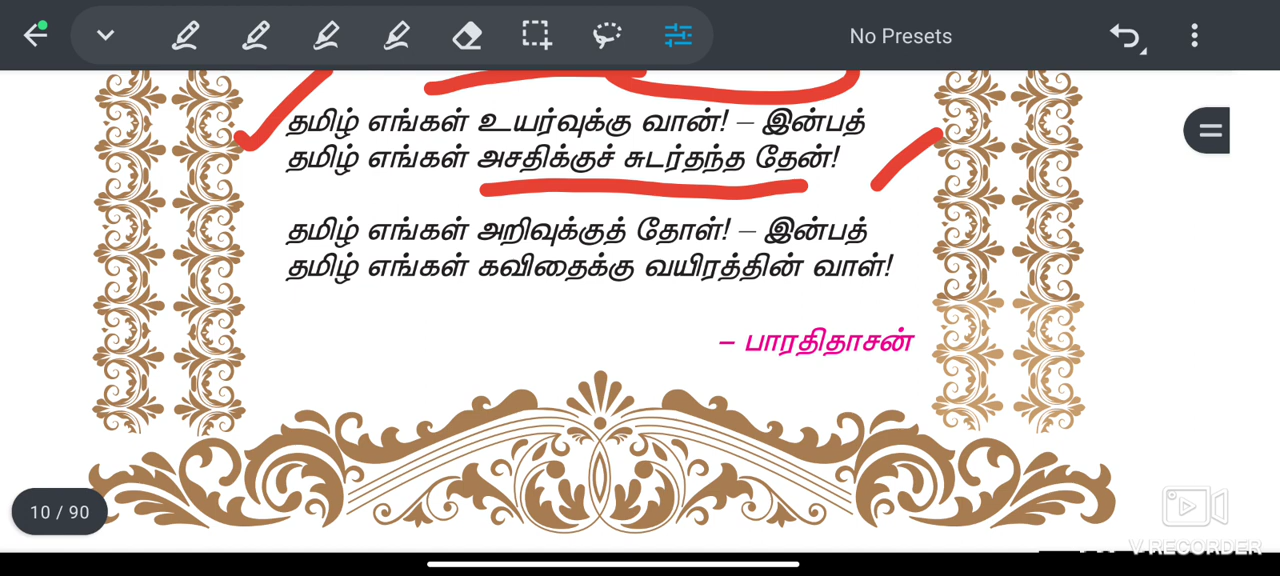 No Presets
தமிழ் எங்கள் உயர்வுக்கு வான்! – இன்பத்
தமிழ் எங்கள் அசதிக்குச் சுடர்தந்த தேன்!
தமிழ் எங்கள் அறிவுக்குத் தோள்! – இன்பத்
தமிழ் எங்கள் கவிதைக்கு வயிரத்தின் வாள்!
– பாரதிதாசன்
10 / 90
V RECORDER